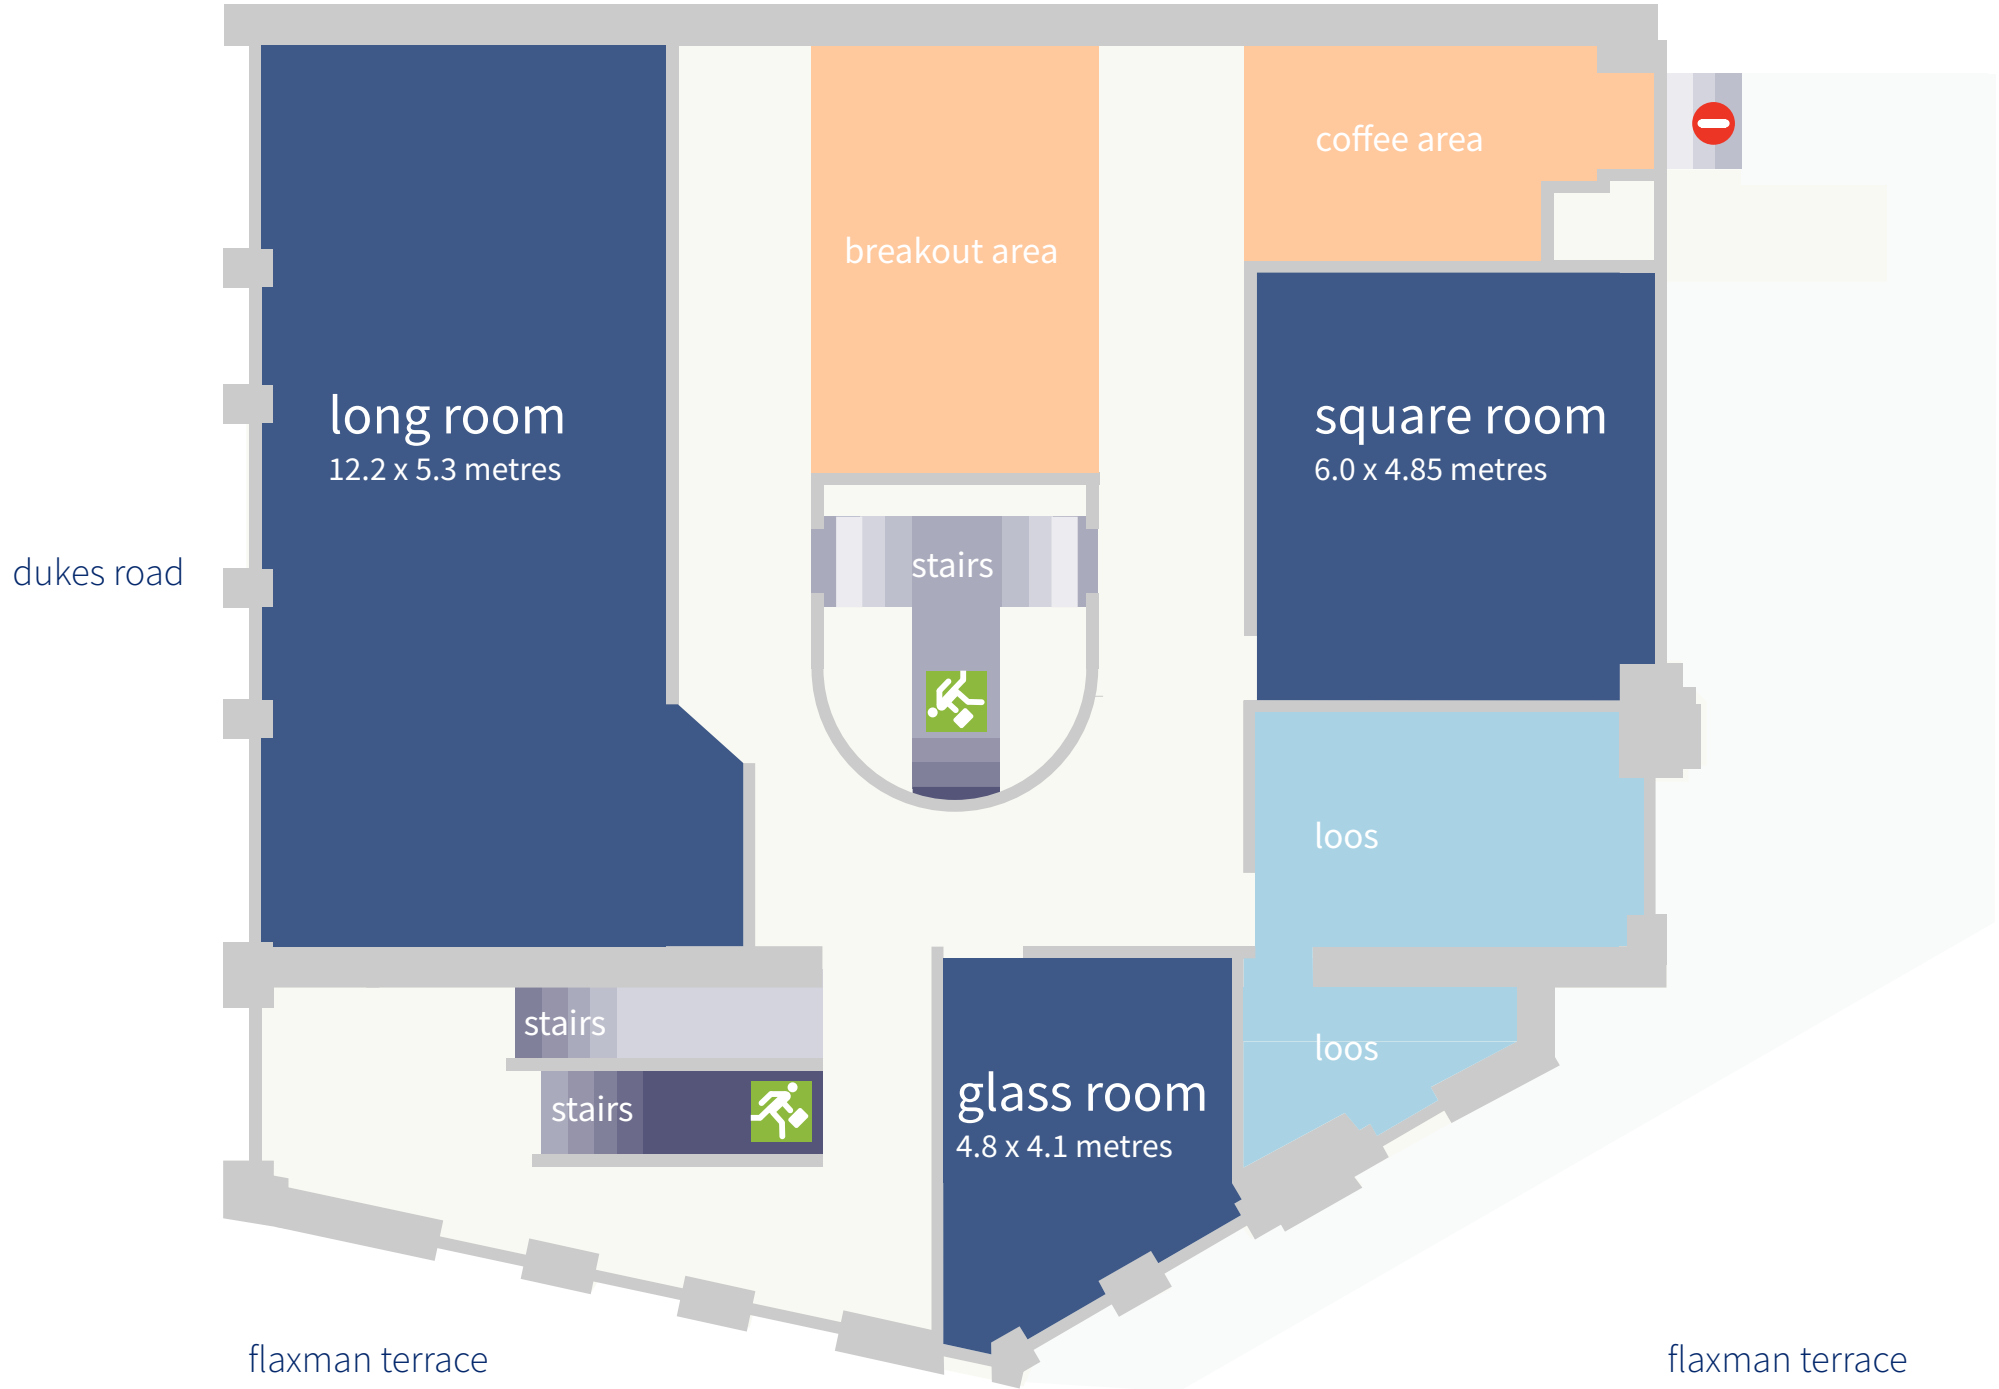 coffee area
breakout area
long room
12.2 x 5.3 metres
square room
6.0 x 4.85 metres
stairs
dukes road
loos
stairs
loos
glass room
4.8 x 4.1 metres
stairs
flaxman terrace
flaxman terrace